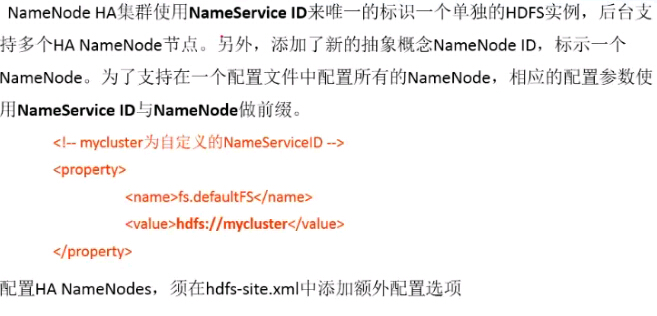 NameNode HA集群使用NameService ID来唯一的标识一个单独的HDFS实例，后台支
持多个HA NameNode节点。另外，添加了新的抽象概念NameNode ID，标示一个
NameNode。为了支持在一个配置文件中配置所有的NameNode，相应的配置参数使
用NameService ID与NameNode做前缀。
<!-- mycluster为自定义的NameServiceID -->
<property>
<name>fs.defaultFS</name>
<value>hdfs://mycluster</value>
</property>
配置HA NameNodes，须在hdfs-site.xml中添加额外配置选项